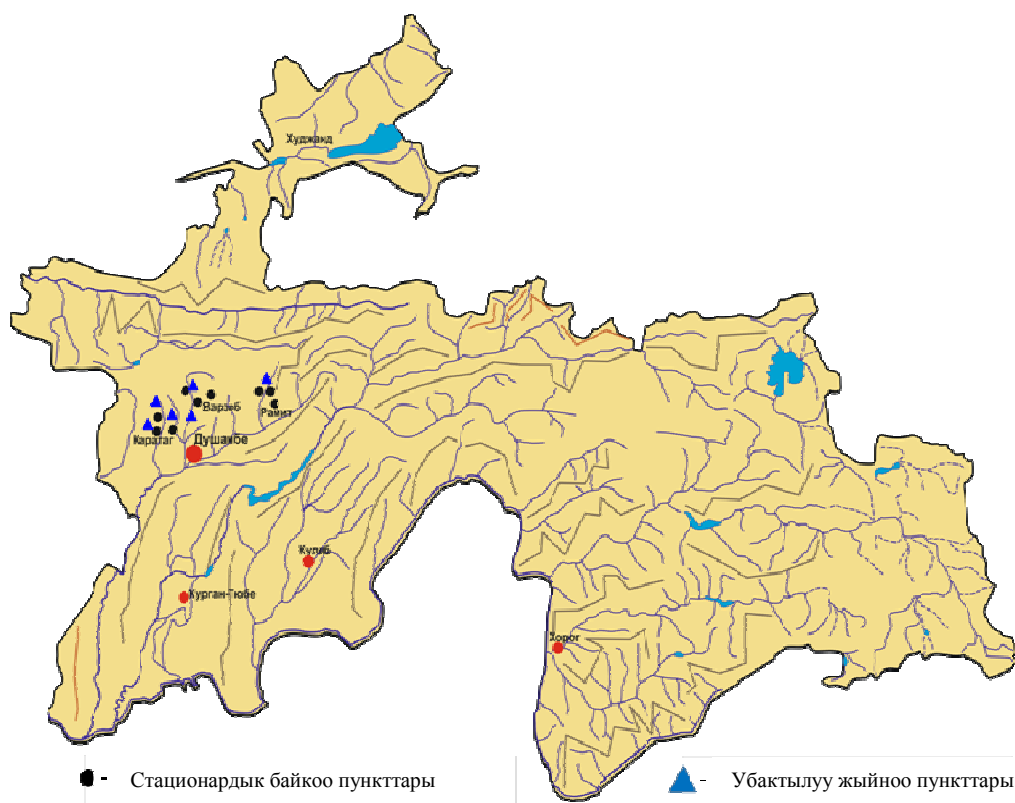 Худжанд
Варзоб
Рамит
Каратаг
Душанбе
Куляб
Курган-Тюбе
Хорог
- Стационардык байкоо пункттары
- Убактылуу жыйноо пункттары